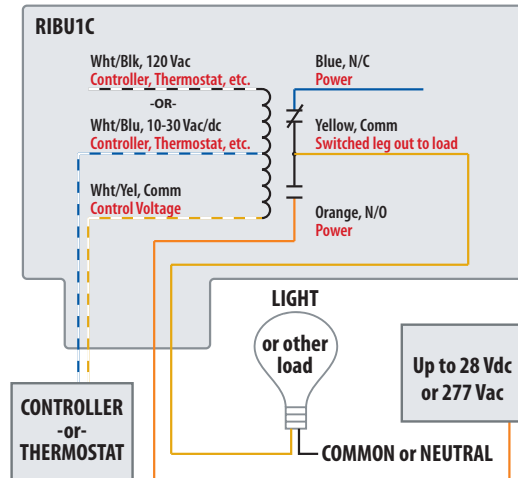 RIBU1C
Wht/Blk, 120 Vac
Controller, Thermostat, etc.
-OR-
Wht/Blu, 10-30 Vac/dc
Controller, Thermostat, etc.
Wht/Yel, Comm
Control Voltage
Blue, N/C
Power
Yellow, Comm
Switched leg out to load
Orange, N/O
Power
LIGHT
or other
load
COMMON or NEUTRAL
CONTROLLER
-or-
THERMOSTAT
Up to 28 Vdc
or 277 Vac